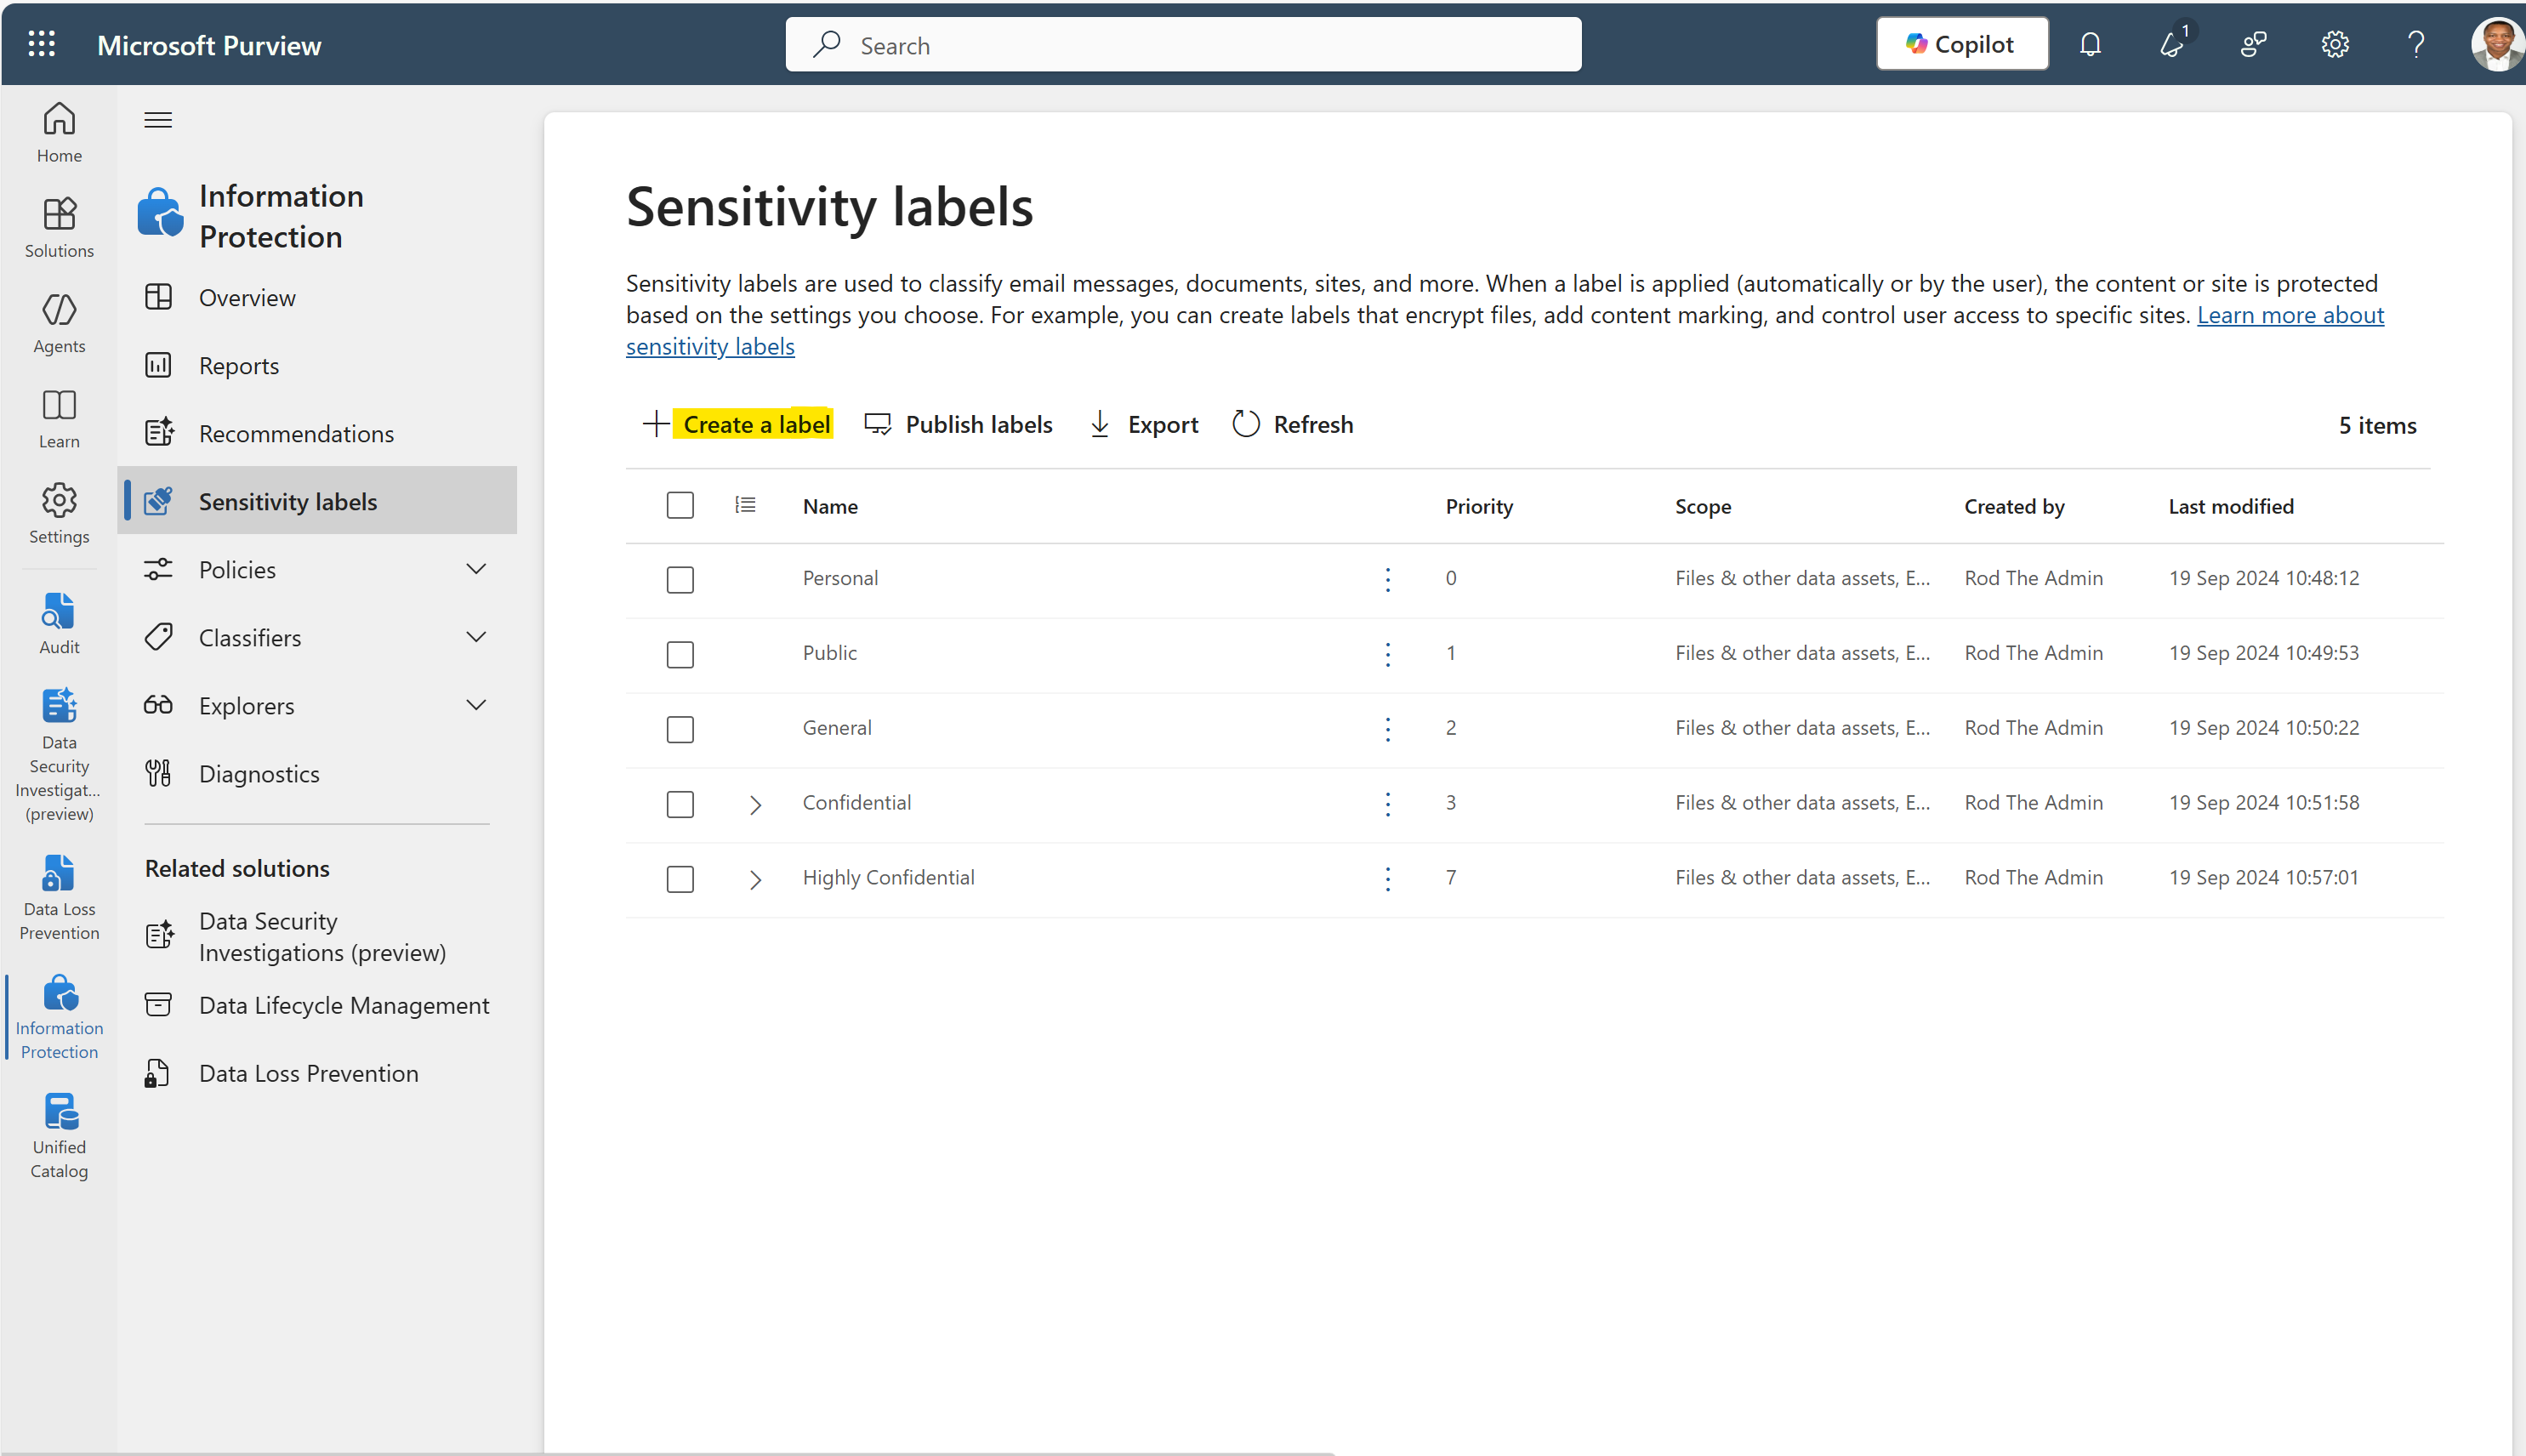 Microsoft Purview
Search
Copilot
1
Home
Solutions
Agents
Learn
Settings
Audit
Data
Security
Investigat...
(preview)
Data Loss
Prevention
Information
Protection
Unified
Catalog
Information
Protection
Overview
Reports
Recommendations
Sensitivity labels
Policies
Classifiers
Explorers
Diagnostics
Related solutions
Data Security
Investigations (preview)
Data Lifecycle Management
Data Loss Prevention
Sensitivity labels
Sensitivity labels are used to classify email messages, documents, sites, and more. When a label is applied (automatically or by the user), the content or site is protected
based on the settings you choose. For example, you can create labels that encrypt files, add content marking, and control user access to specific sites. Learn more about
sensitivity labels
Create a label Publish labels Export Refresh 5 items
Name Priority Scope Created by Last modified
Personal 0 Files & other data assets, E... Rod The Admin 19 Sep 2024 10:48:12
Public 1 Files & other data assets, E... Rod The Admin 19 Sep 2024 10:49:53
General 2 Files & other data assets, E... Rod The Admin 19 Sep 2024 10:50:22
Confidential 3 Files & other data assets, E... Rod The Admin 19 Sep 2024 10:51:58
Highly Confidential 7 Files & other data assets, E... Rod The Admin 19 Sep 2024 10:57:01